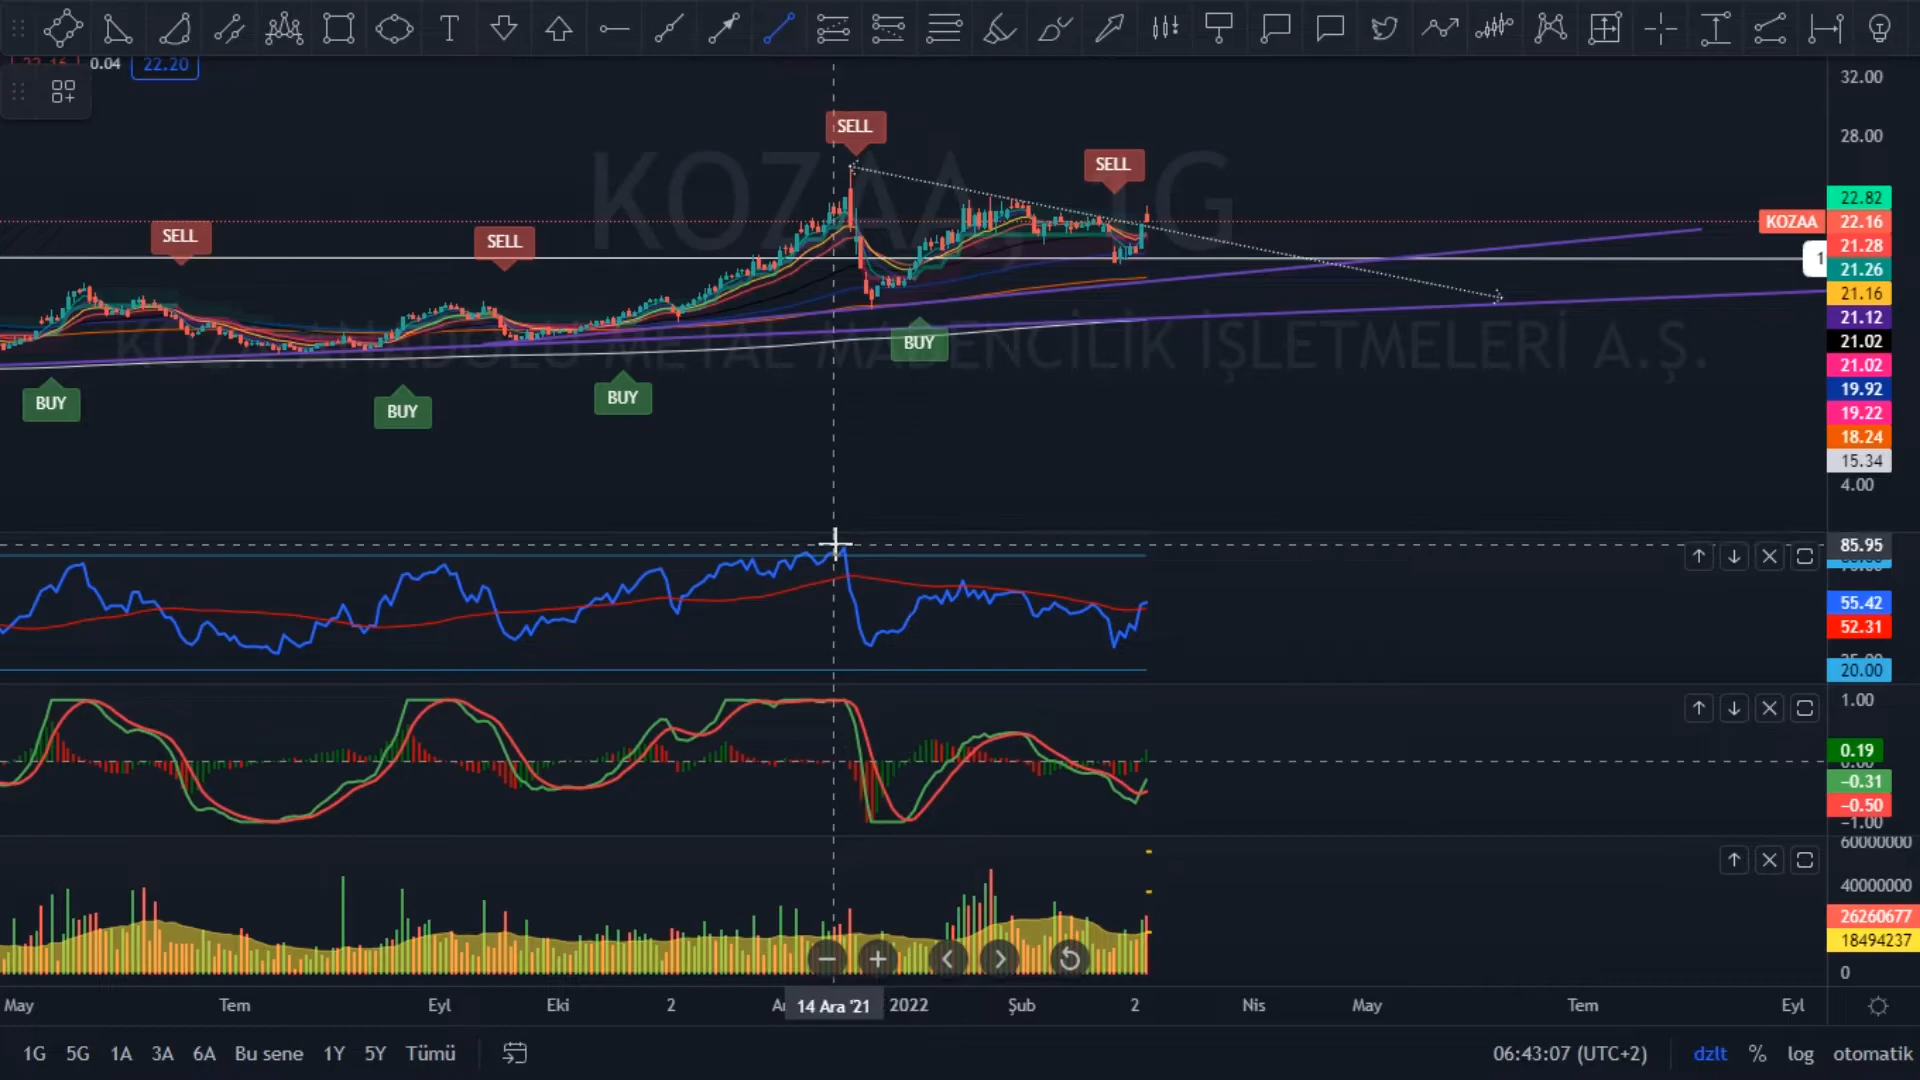 0.04 22.20
32.00
28.00
SELL
SELL
SELL
SELL
KOZAA, 1G
KOZA ANADOLU METAL MADENCİLİK İŞLETMELERİ A.Ş.
BUY
BUY
BUY
BUY
22.82
KOZAA 22.16
21.28
1 21.26
21.16
21.12
21.02
21.02
19.92
19.22
18.24
15.34
4.00
85.95
55.42
52.31
20.00
1.00
0.19
−0.31
−0.50
−1.00
60000000
40000000
26260677
18494237
0
May Tem Eyl Eki 2 14 Ara '21 2022 Şub 2 Nis May Tem Eyl
1G 5G 1A 3A 6A Bu sene 1Y 5Y Tümü 06:43:07 (UTC+2) dzlt % log otomatik